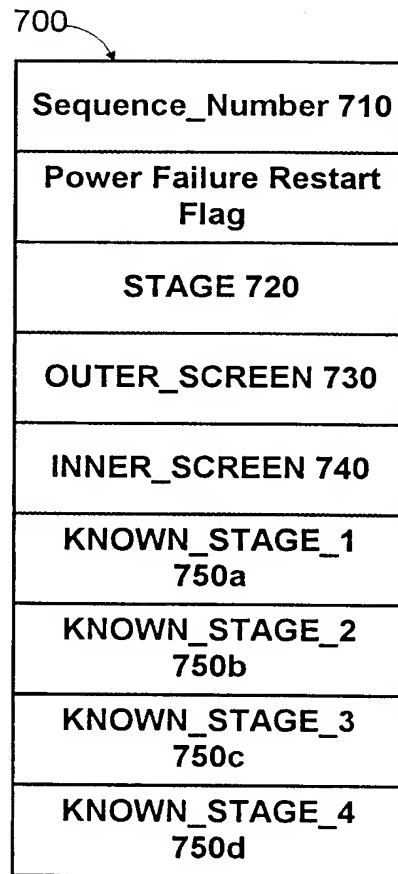 700
Sequence_Number 710
Power Failure Restart
Flag
STAGE 720
OUTER_SCREEN 730
INNER_SCREEN 740
KNOWN_STAGE_1
750a
KNOWN_STAGE_2
750b
KNOWN_STAGE_3
750c
KNOWN_STAGE_4
750d